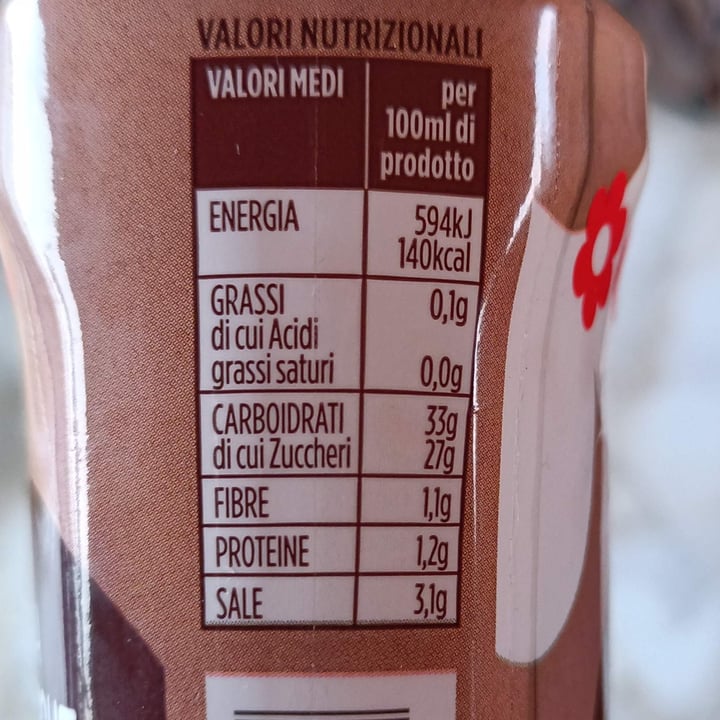 VALORI NUTRIZIONALI
VALORI MEDI per
100ml di
prodotto
ENERGIA 594kJ
140kcal
GRASSI 0,1g
di cui Acidi
grassi saturi 0,0g
CARBOIDRATI 33g
di cui Zuccheri 27g
FIBRE 1,1g
PROTEINE 1,2g
SALE 3,1g